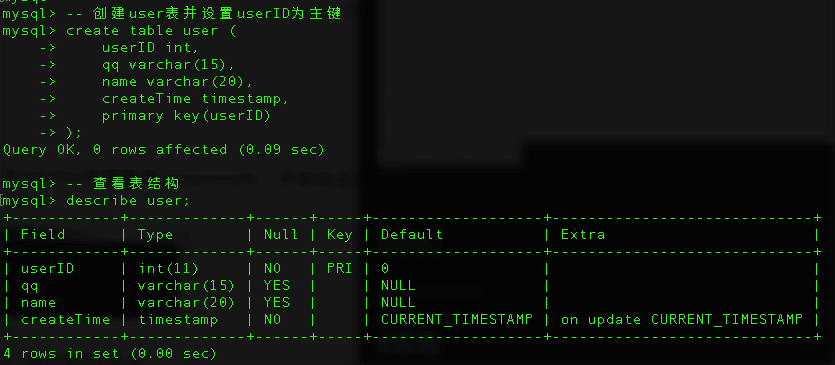 mysql> -- 创建user表并设置userID为主键
mysql> create table user (
    ->     userID int,
    ->     qq varchar(15),
    ->     name varchar(20),
    ->     createTime timestamp,
    ->     primary key(userID)
    -> );
Query OK, 0 rows affected (0.09 sec)
mysql> -- 查看表结构
mysql> describe user;
+------------+-------------+------+-----+-------------------+-----------------------------+
| Field      | Type        | Null | Key | Default           | Extra                       |
+------------+-------------+------+-----+-------------------+-----------------------------+
| userID     | int(11)     | NO   | PRI | 0                 |                             |
| qq         | varchar(15) | YES  |     | NULL              |                             |
| name       | varchar(20) | YES  |     | NULL              |                             |
| createTime | timestamp   | NO   |     | CURRENT_TIMESTAMP | on update CURRENT_TIMESTAMP |
+------------+-------------+------+-----+-------------------+-----------------------------+
4 rows in set (0.00 sec)